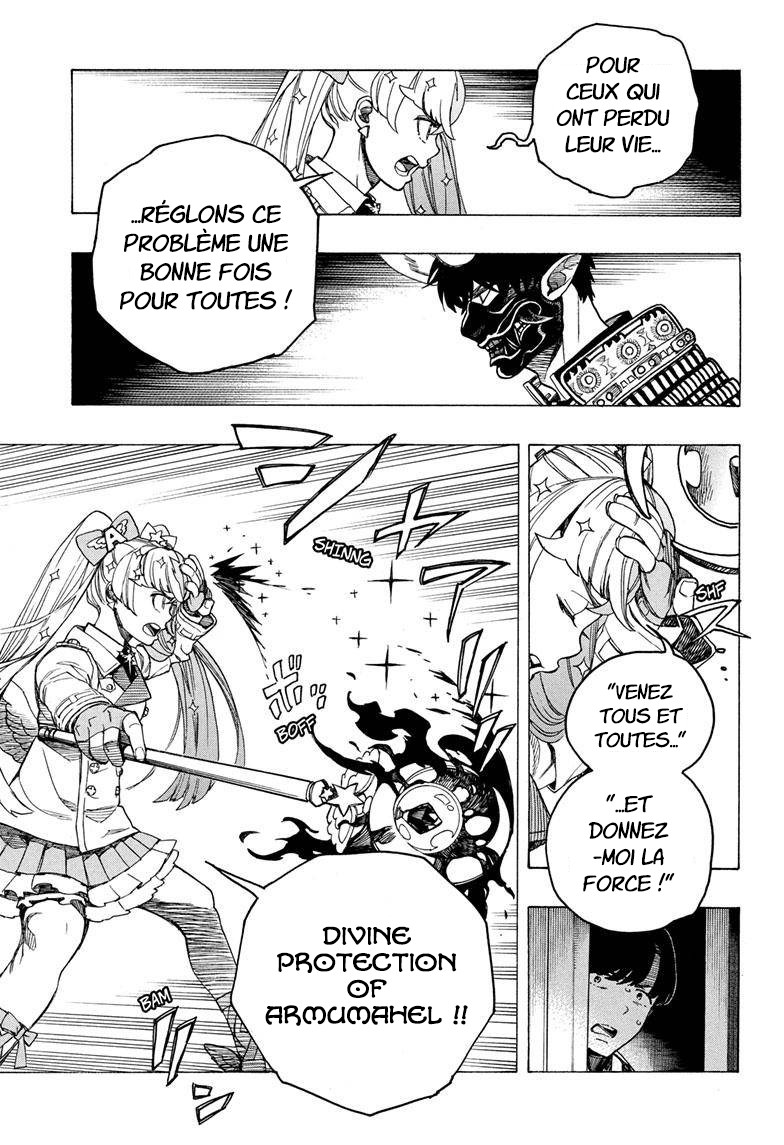 POUR
CEUX QUI
ONT PERDU
LEUR VIE...
...RÉGLONS CE
PROBLÈME UNE
BONNE FOIS
POUR TOUTES !
SHF
"VENEZ
TOUS ET
TOUTES..."
"...ET
DONNEZ
-MOI LA
FORCE !"
SHINNG
BOFF
A
DIVINE
PROTECTION
OF
ARMUMAHEL !!
BAM